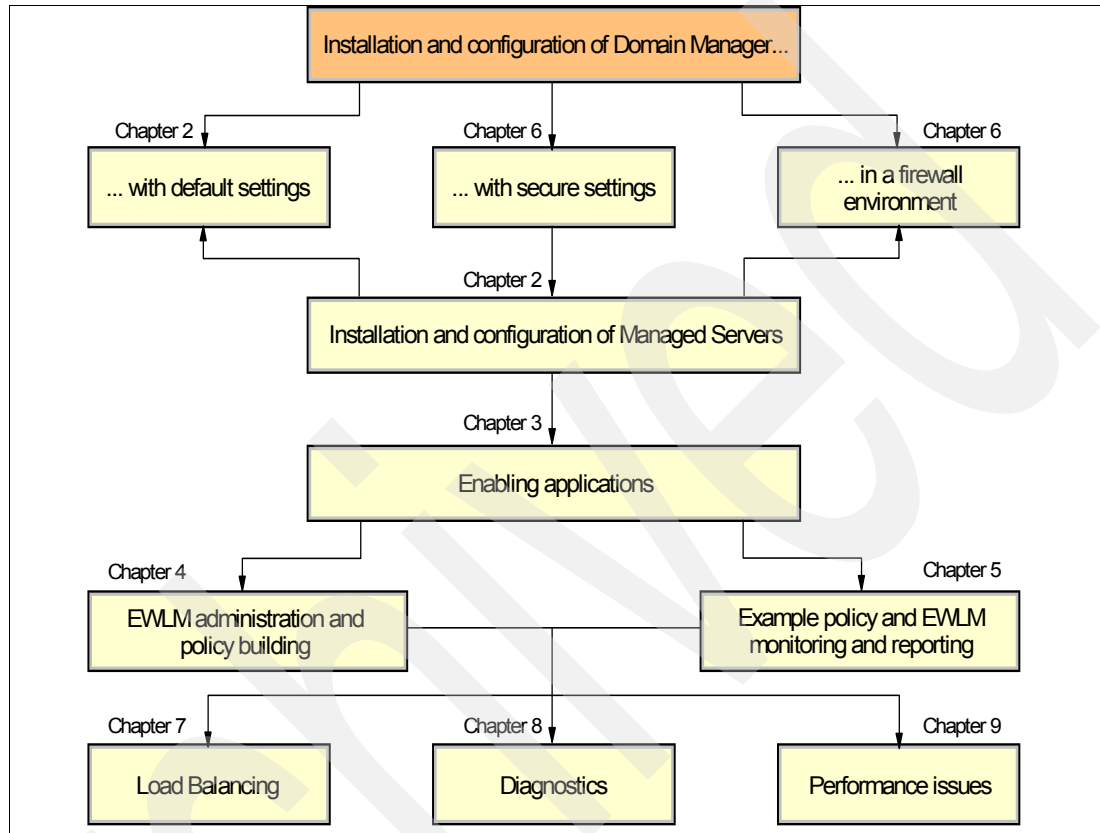 Installation and configuration of Domain Manager...
Chapter 2
Chapter 6
Chapter 6
... with default settings
... with secure settings
... in a firewall
environment
Chapter 2
Installation and configuration of Managed Servers
Chapter 3
Enabling applications
Chapter 4
Chapter 5
EWLM administration and
policy building
Example policy and EWLM
monitoring and reporting
Chapter 7
Chapter 8
Chapter 9
Load Balancing
Diagnostics
Performance issues